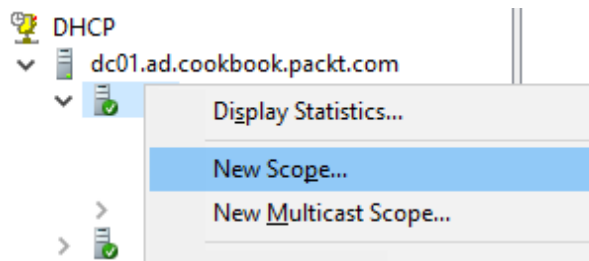 DHCP
dc01.ad.cookbook.packt.com
Display Statistics...
New Scope...
New Multicast Scope...